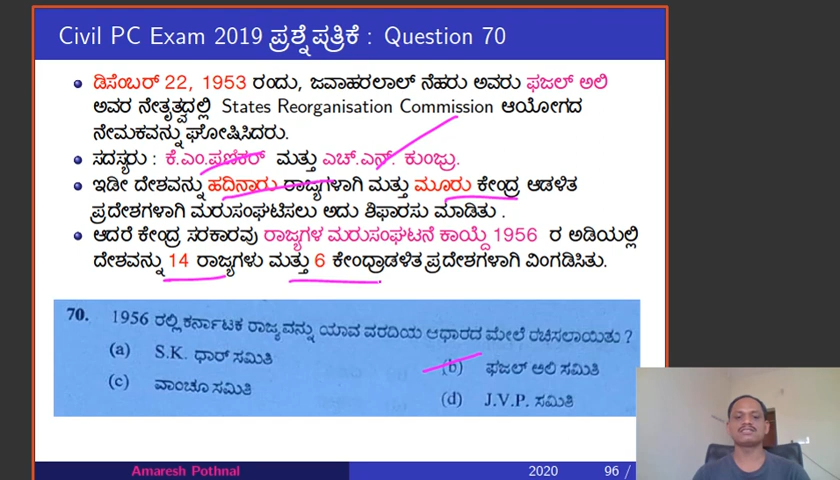 Civil PC Exam 2019 ಪ್ರಶ್ನೆ ಪತ್ರಿಕೆ : Question 70
ಡಿಸೆಂಬರ್ 22, 1953 ರಂದು, ಜವಾಹರಲಾಲ್ ನೆಹರು ಅವರು ಫಜಲ್ ಅಲಿ
ಅವರ ನೇತೃತ್ವದಲ್ಲಿ States Reorganisation Commission ಆಯೋಗದ
ನೇಮಕವನ್ನು ಘೋಷಿಸಿದರು.
ಸದಸ್ಯರು : ಕೆ.ಎಂ.ಪಣಿಕರ್ ಮತ್ತು ಎಚ್.ಎನ್. ಕುಂಜ್ರು.
ಇಡೀ ದೇಶವನ್ನು ಹದಿನಾರು ರಾಜ್ಯಗಳಾಗಿ ಮತ್ತು ಮೂರು ಕೇಂದ್ರ ಆಡಳಿತ
ಪ್ರದೇಶಗಳಾಗಿ ಮರುಸಂಘಟಿಸಲು ಅದು ಶಿಫಾರಸು ಮಾಡಿತು .
ಆದರೆ ಕೇಂದ್ರ ಸರಕಾರವು ರಾಜ್ಯಗಳ ಮರುಸಂಘಟನೆ ಕಾಯ್ದೆ 1956 ರ ಅಡಿಯಲ್ಲಿ
ದೇಶವನ್ನು 14 ರಾಜ್ಯಗಳು ಮತ್ತು 6 ಕೇಂದ್ರಾಡಳಿತ ಪ್ರದೇಶಗಳಾಗಿ ವಿಂಗಡಿಸಿತು.
70. 1956 ರಲ್ಲಿ ಕರ್ನಾಟಕ ರಾಜ್ಯವನ್ನು ಯಾವ ವರದಿಯ ಆಧಾರದ ಮೇಲೆ ರಚಿಸಲಾಯಿತು ?
(a) S.K. ಧಾರ್ ಸಮಿತಿ
(b) ಫಜಲ್ ಅಲಿ ಸಮಿತಿ
(c) ವಾಂಚೂ ಸಮಿತಿ
(d) J.V.P. ಸಮಿತಿ
Amaresh Pothnal 2020 96 /